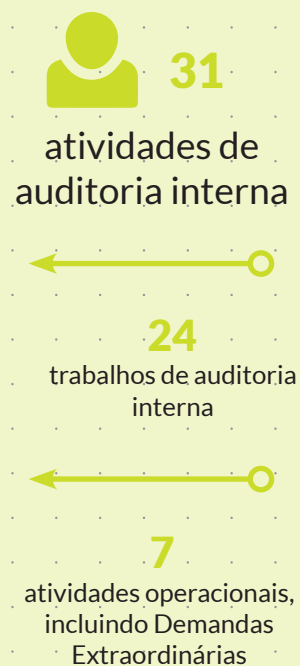 31
atividades de
auditoria interna
24
trabalhos de auditoria
interna
7
atividades operacionais,
incluindo Demandas
Extraordinárias